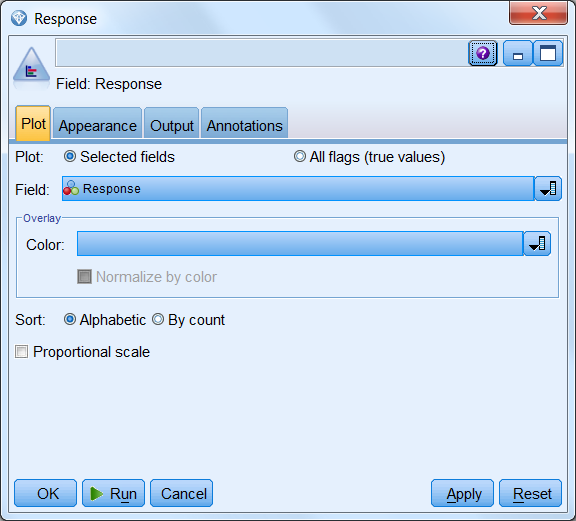 Response
?
Field: Response
Plot Appearance Output Annotations
Plot: Selected fields All flags (true values)
Field: Response
Overlay
Color:
Normalize by color
Sort: Alphabetic By count
Proportional scale
OK Run Cancel Apply Reset